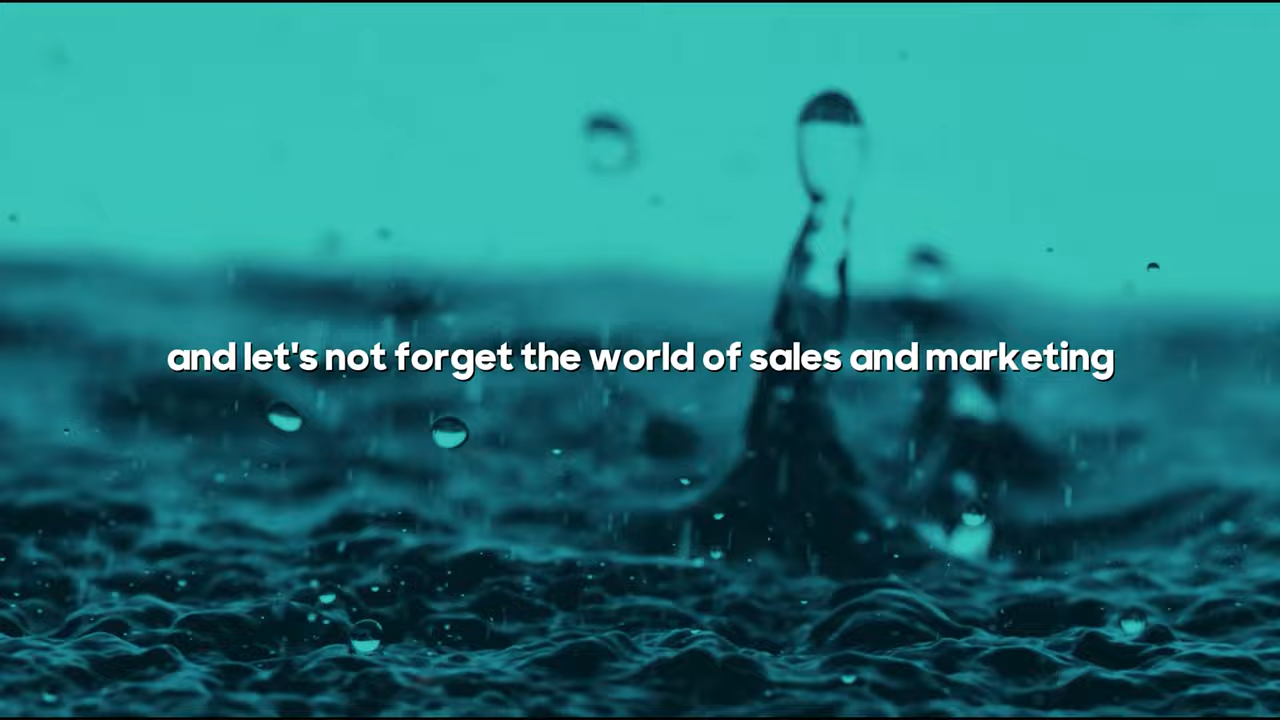 and let's not forget the world of sales and marketing